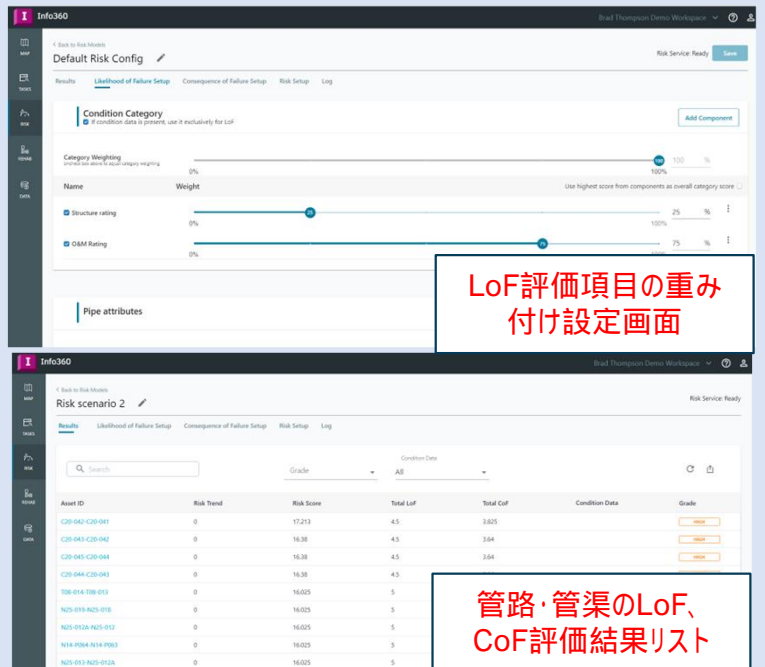 Info360
Brad Thompson Demo Workspace
MAP
TASKS
RISK
REHAB
DATA
< Back to Risk Models
Default Risk Config
Risk Service: Ready
Save
Results Likelihood of Failure Setup Consequence of Failure Setup Risk Setup Log
Condition Category
If condition data is present, use it exclusively for LoF
Add Component
Category Weighting
100 100 %
0% 100%
Name Weight Use highest score from components as overall category score
Structure rating 25 25 %
0% 100%
O&M Rating 75 75 %
0%
Pipe attributes
LoF評価項目の重み
付け設定画面
Info360
Brad Thompson Demo Workspace
MAP
TASKS
RISK
REHAB
DATA
< Back to Risk Models
Risk scenario 2
Risk Service: Ready
Results Likelihood of Failure Setup Consequence of Failure Setup Risk Setup Log
Search
Grade
Condition Data
All
Asset ID Risk Trend Risk Score Total LoF Total CoF Condition Data Grade
C20-042-C20-041 0 17.213 4.5 3.825 HIGH
C20-043-C20-042 0 16.38 4.5 3.64 HIGH
C20-045-C20-044 0 16.38 4.5 3.64 HIGH
C20-044-C20-043 0 16.38 4.5
T08-014-T08-013 0 16.025 5
N25-019-N25-018 0 16.025 5
N25-012A-N25-012 0 16.025 5
N14-P064-N14-P063 0 16.025 5
N25-013-N25-012A 0 16.025 5
管路・管渠のLoF、
CoF評価結果リスト